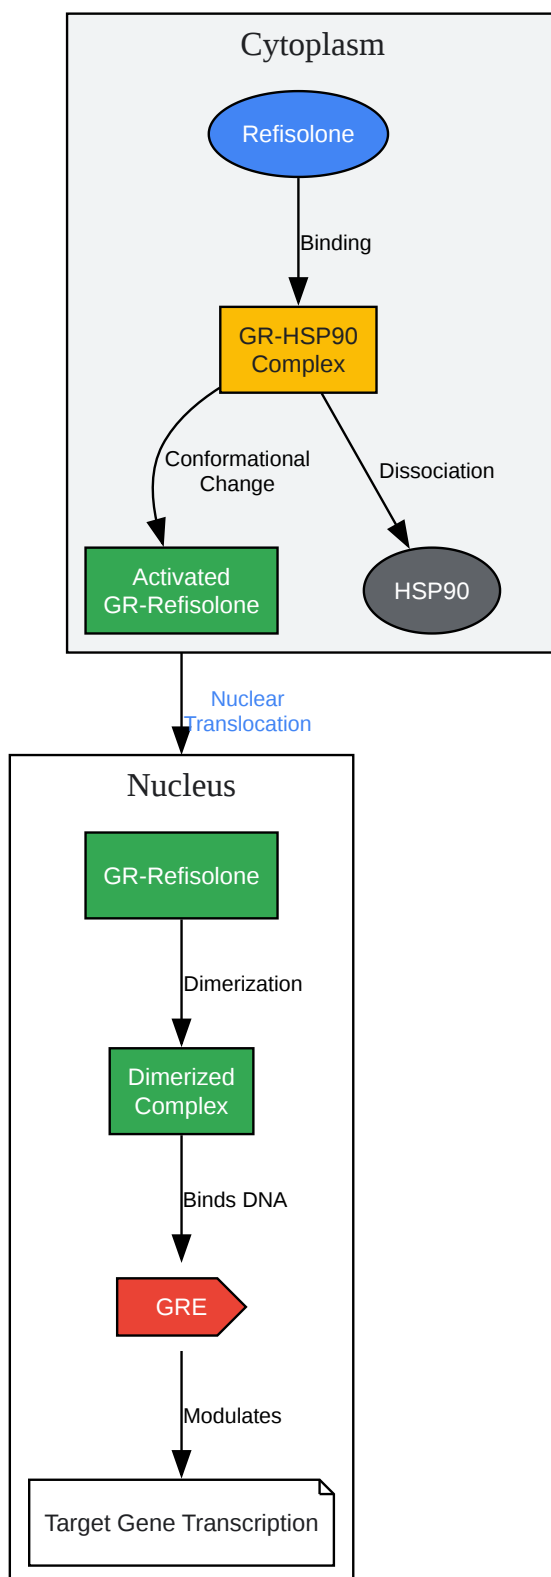 Cytoplasm
Refisolone
Binding
GR-HSP90
Complex
Conformational
Change
Dissociation
Activated
GR-Refisolone
HSP90
Nuclear
Translocation
Nucleus
GR-Refisolone
Dimerization
Dimerized
Complex
Binds DNA
GRE
Modulates
Target Gene Transcription